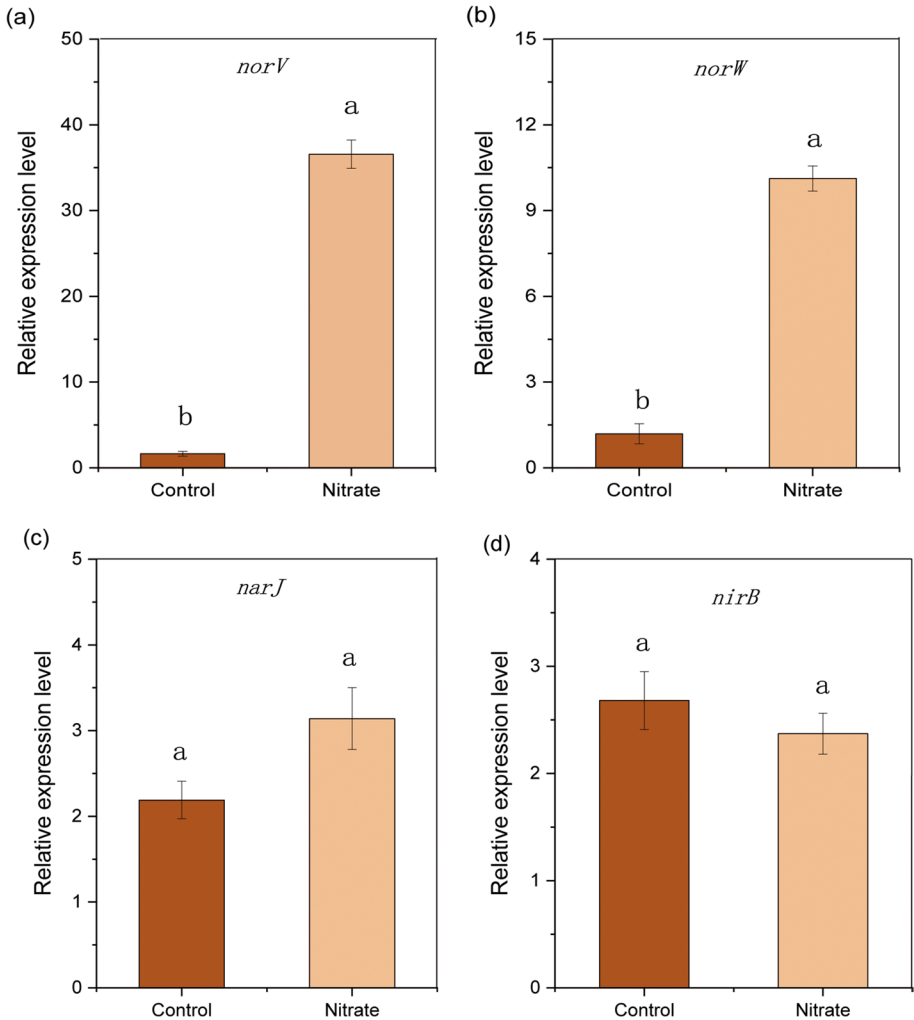 (a)
50
40
30
20
10
0
Relative expression level
norV
b
a
Control
Nitrate
(b)
15
12
9
6
3
0
Relative expression level
norW
b
a
Control
Nitrate
(c)
5
4
3
2
1
0
Relative expression level
narJ
a
a
Control
Nitrate
(d)
4
3
2
1
0
Relative expression level
nirB
a
a
Control
Nitrate